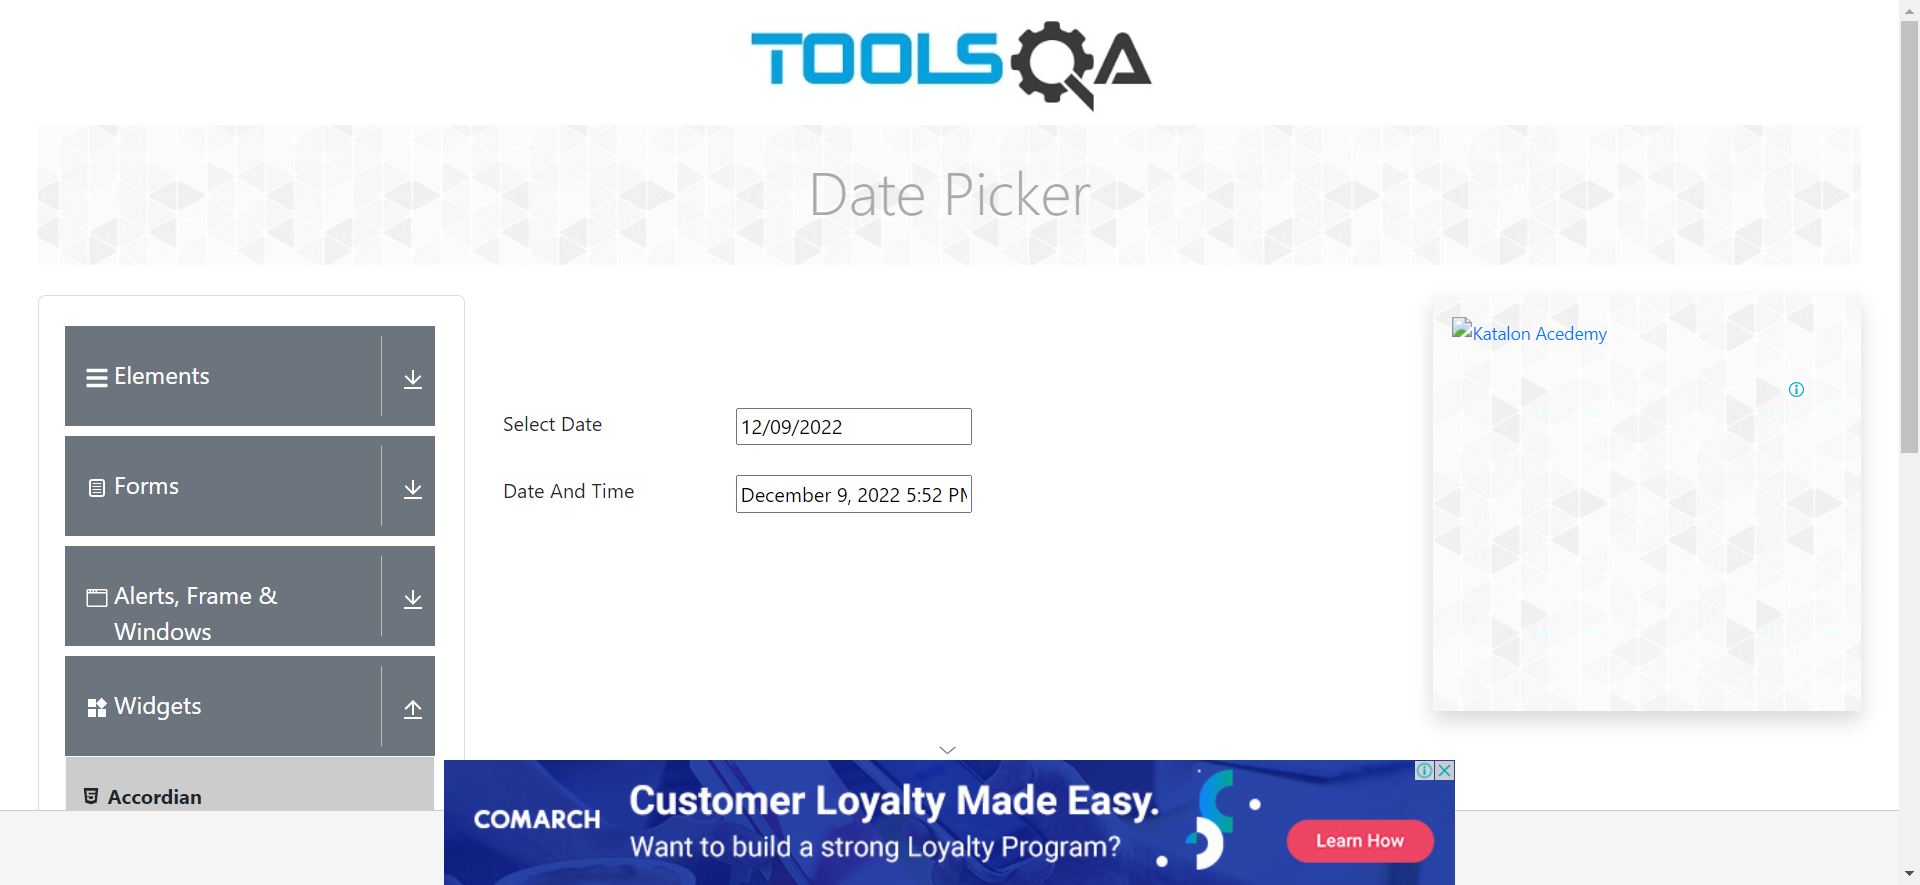 TOOLSQA
Date Picker
Elements
Forms
Alerts, Frame &
Windows
Widgets
Accordian
Select Date
12/09/2022
Date And Time
December 9, 2022 5:52 PM
Katalon Acedemy
COMARCH
Customer Loyalty Made Easy.
Want to build a strong Loyalty Program?
Learn How